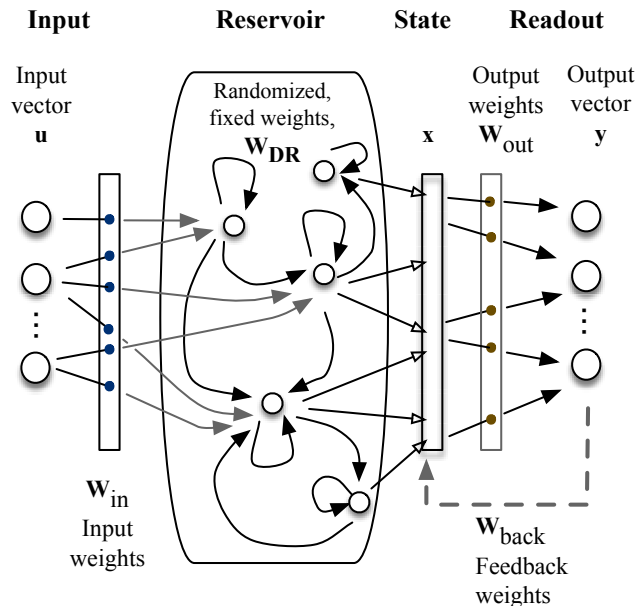 Input
Reservoir
State
Readout
Input
vector
u
Randomized,
fixed weights,
W_DR
x
Output
weights
W_out
Output
vector
y
W_in
Input
weights
W_back
Feedback
weights